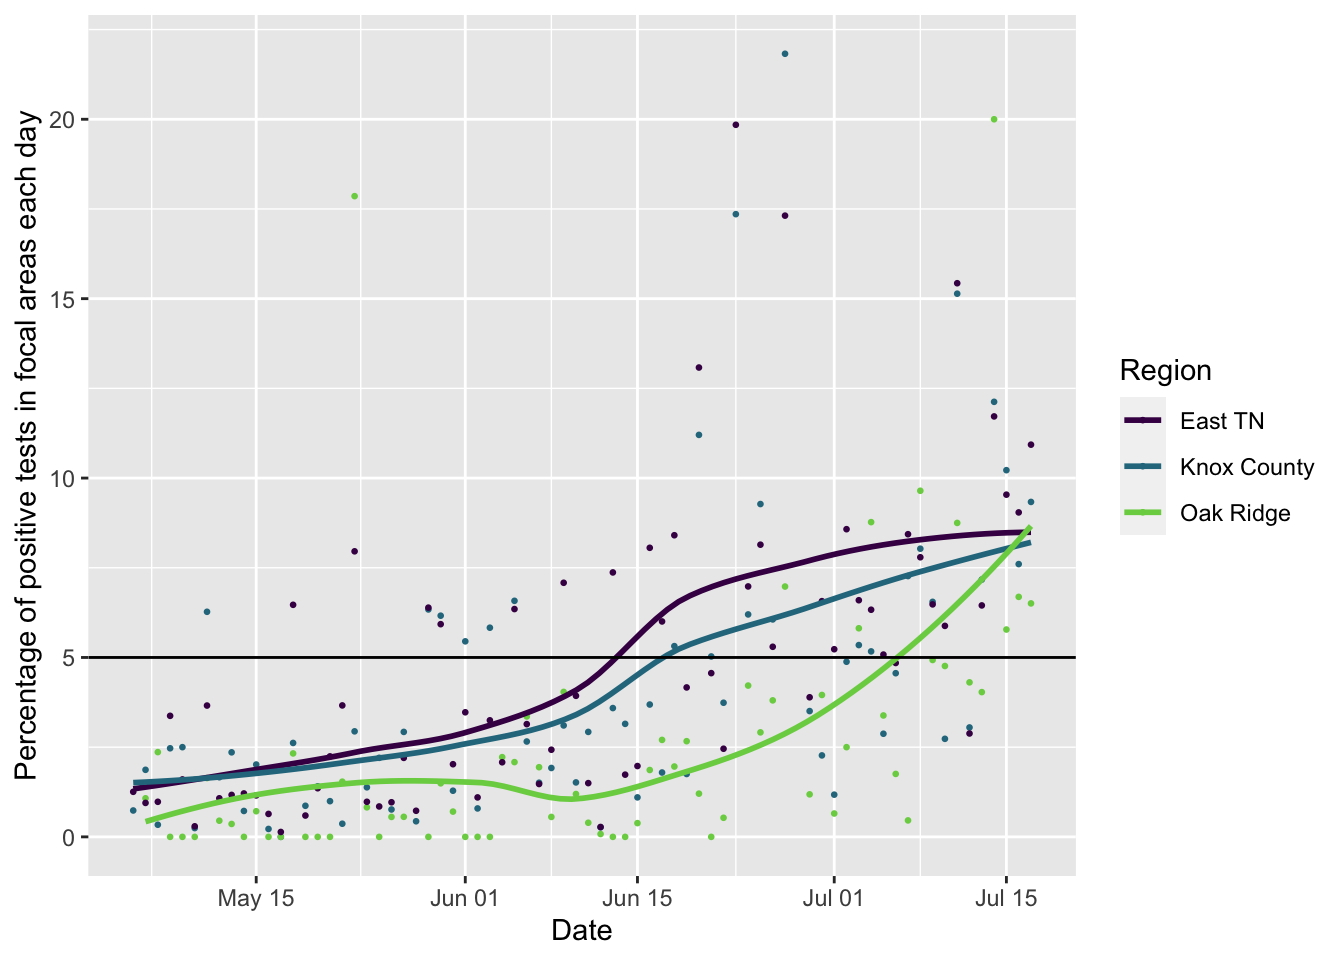 Percentage of positive tests in focal areas each day
20
15
10
5
0
May 15
Jun 01
Jun 15
Jul 01
Jul 15
Date
Region
East TN
Knox County
Oak Ridge